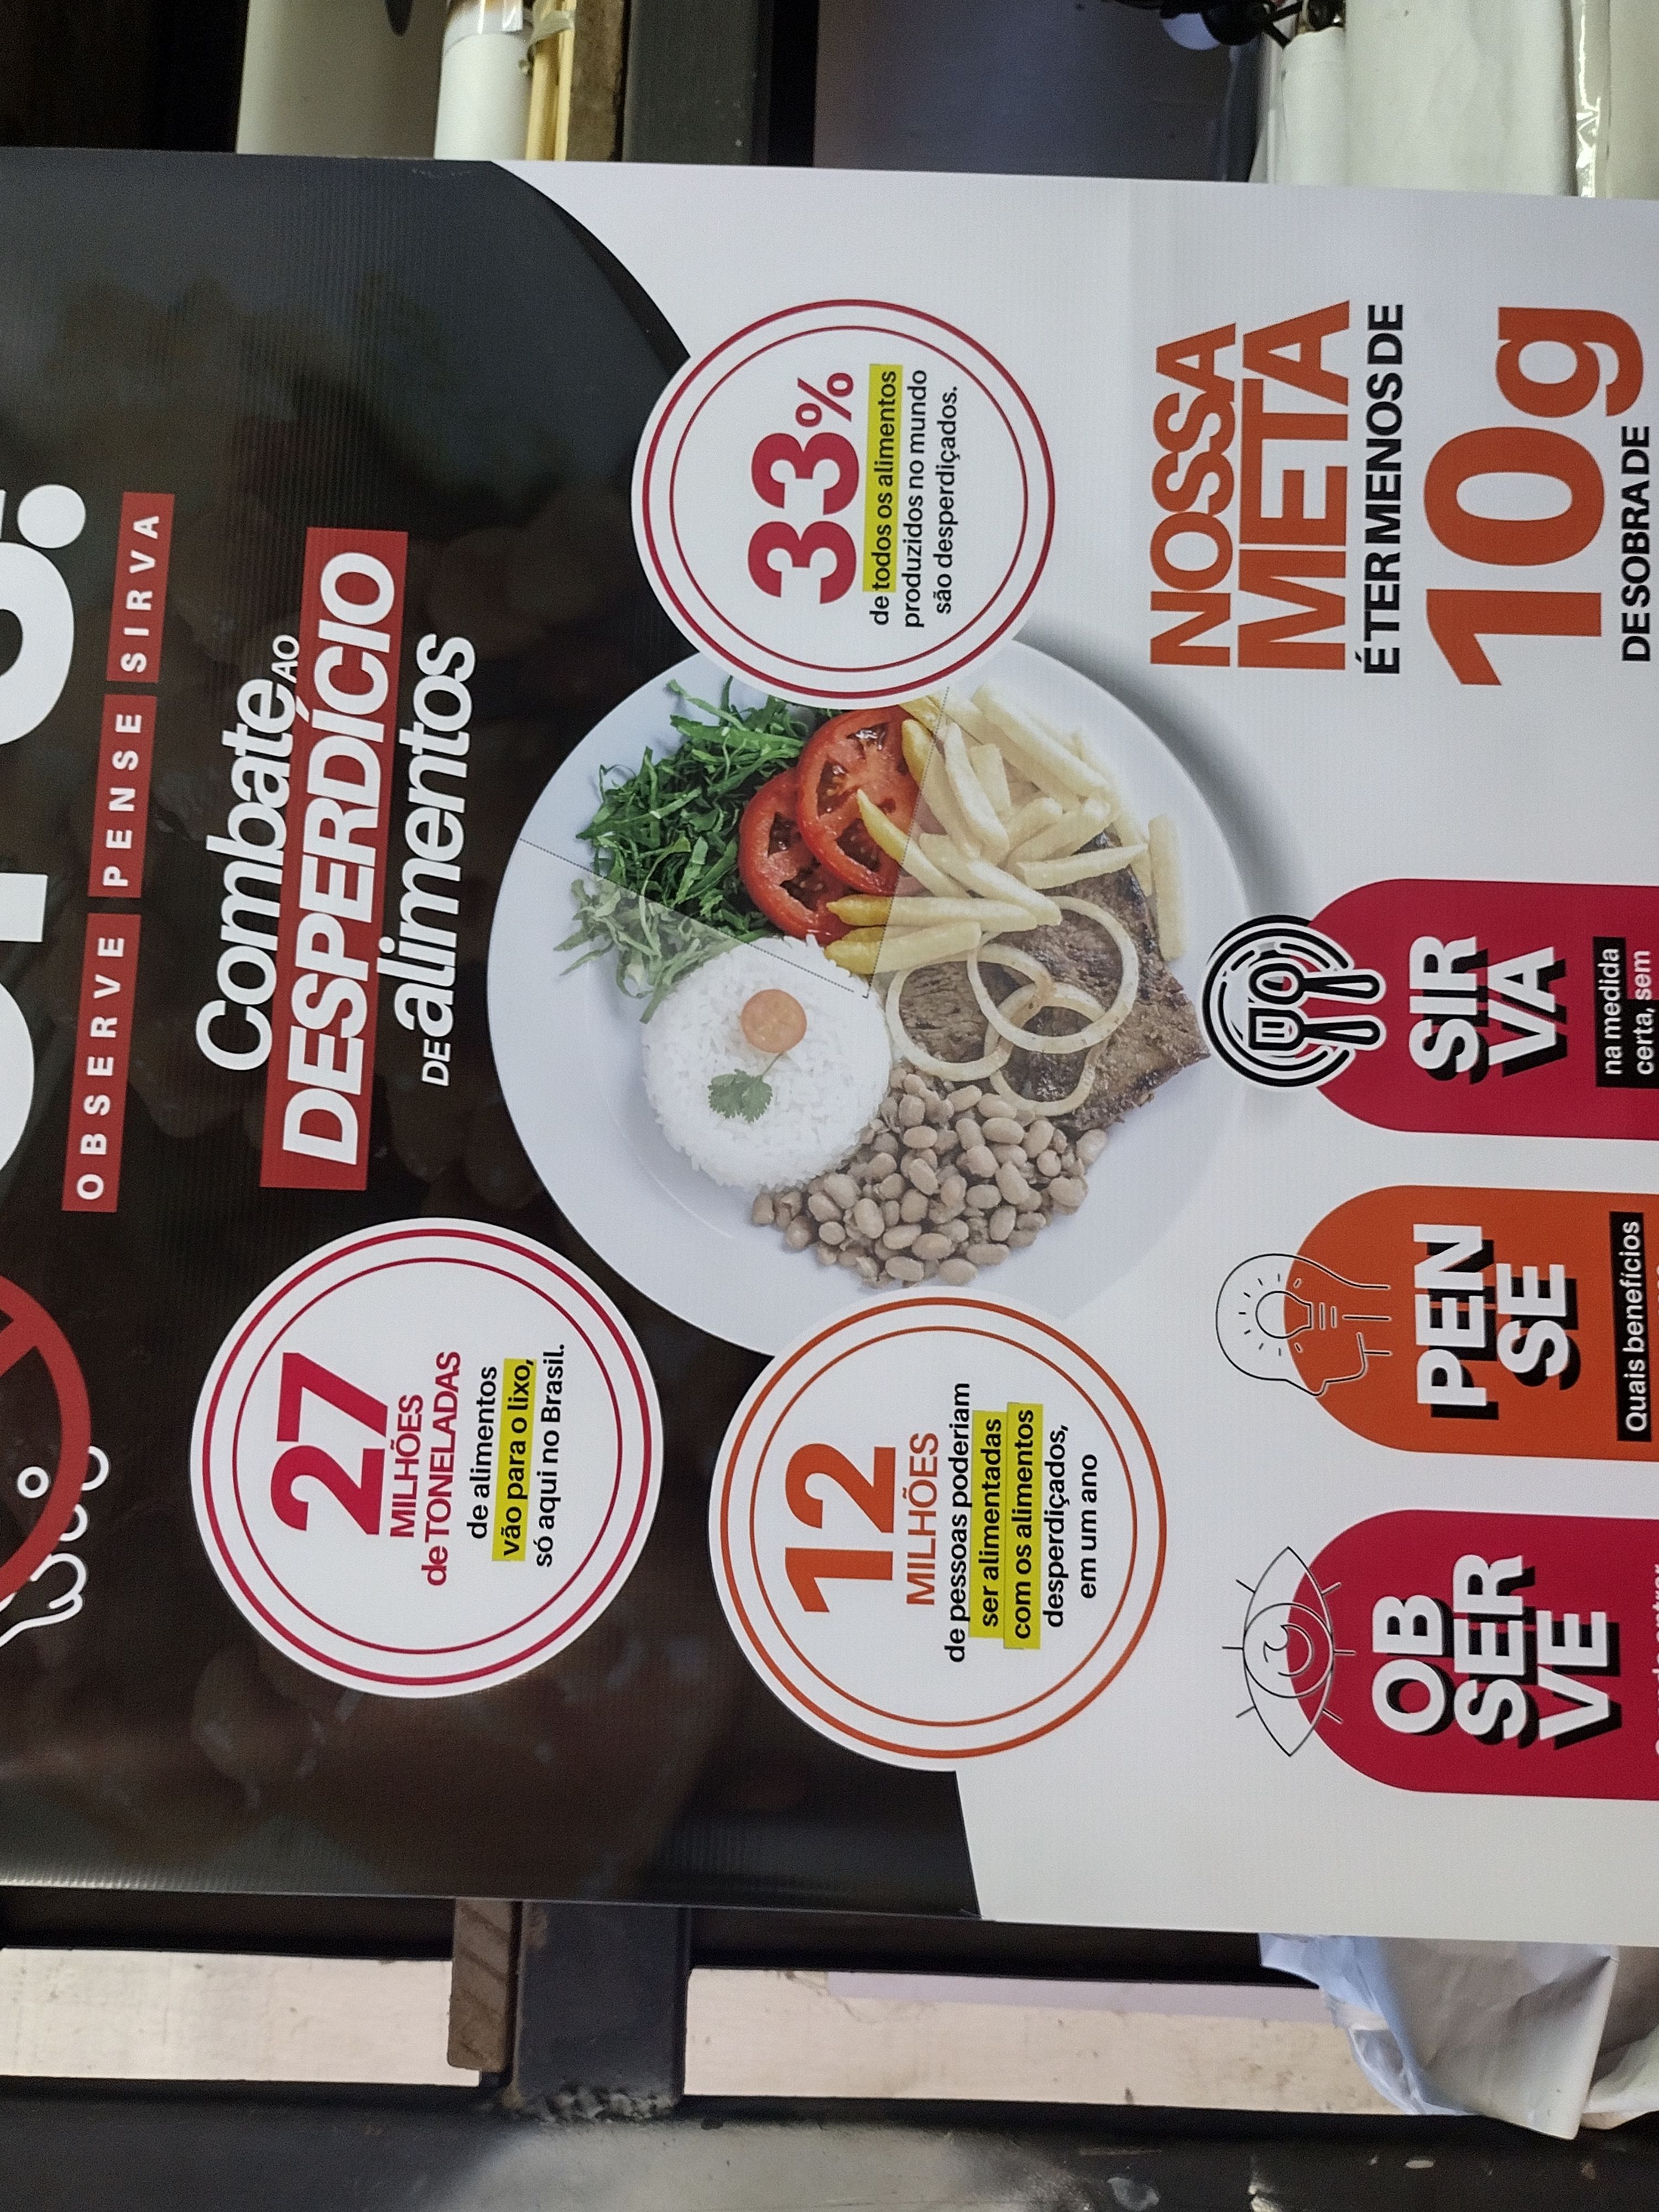 OPS!
OBSERVE PENSE SIRVA
Combate AO
DESPERDÍCIO
DE alimentos
27
MILHÕES
de TONELADAS
de alimentos
vão para o lixo,
só aqui no Brasil.
12
MILHÕES
de pessoas poderiam
ser alimentadas
com os alimentos
desperdiçados,
em um ano
33%
de todos os alimentos
produzidos no mundo
são desperdiçados.
OB
SER
VE
PEN
SE
Quais benefícios
SIR
VA
na medida
certa, sem
NOSSA
META
É TER MENOS DE
10g
DE SOBRA DE